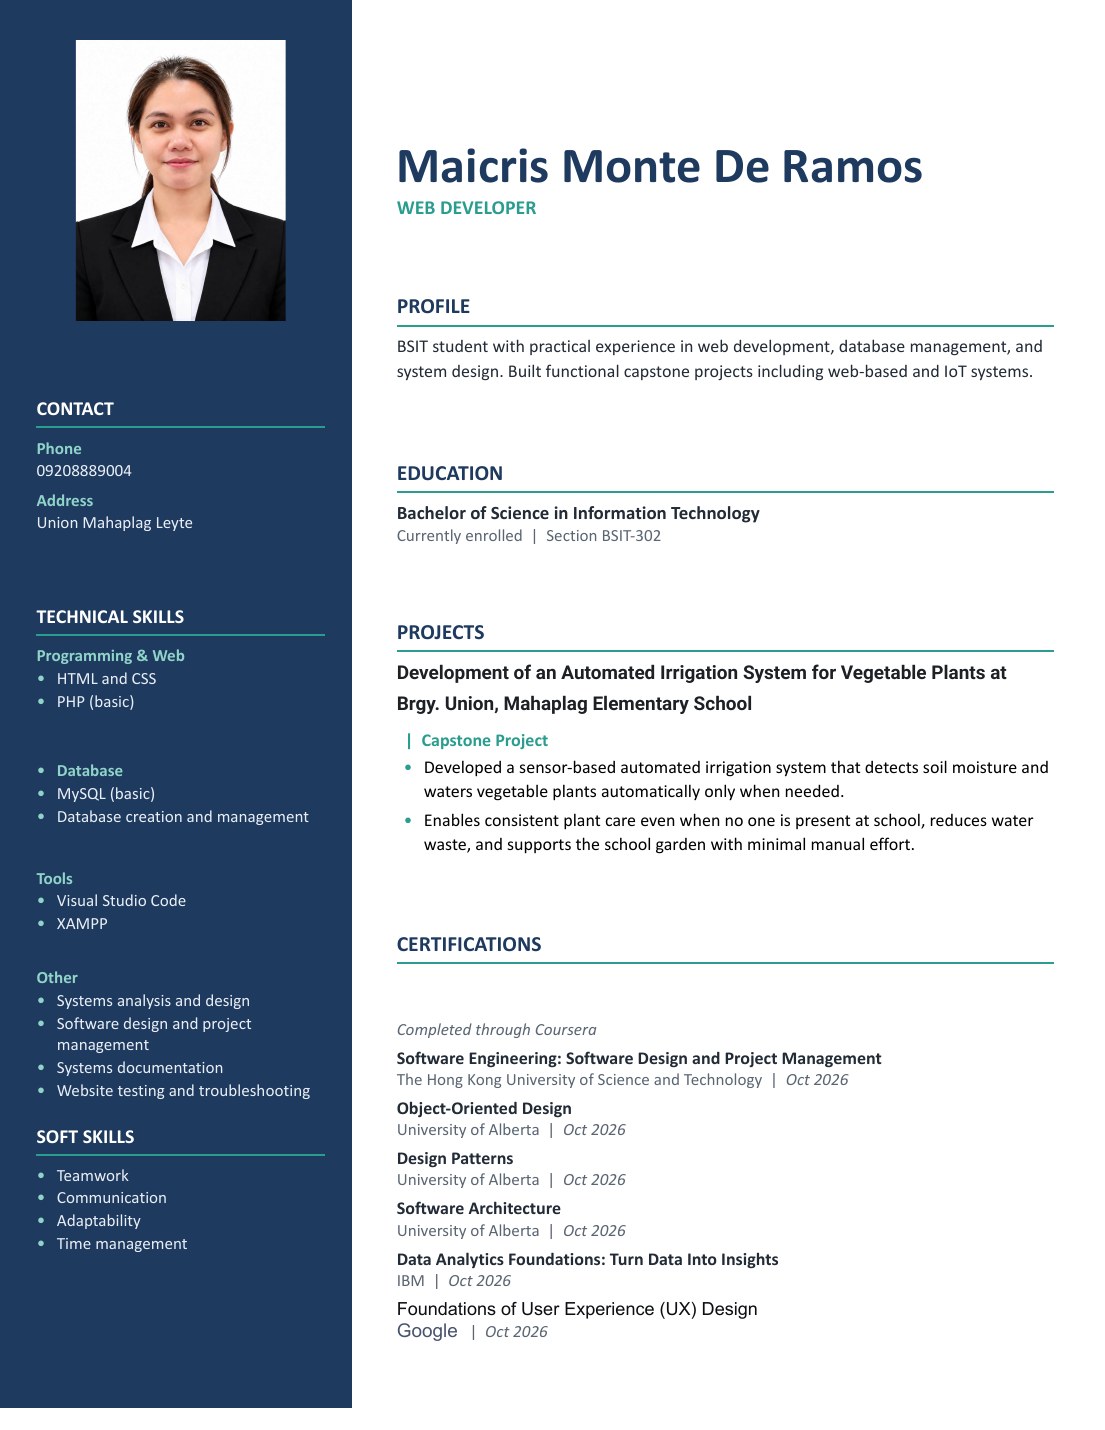 Maicris Monte De Ramos
WEB DEVELOPER
CONTACT
Phone
09208889004
Address
Union Mahaplag Leyte
TECHNICAL SKILLS
Programming & Web
• HTML and CSS
• PHP (basic)
• Database
• MySQL (basic)
• Database creation and management
Tools
• Visual Studio Code
• XAMPP
Other
• Systems analysis and design
• Software design and project
management
• Systems documentation
• Website testing and troubleshooting
SOFT SKILLS
• Teamwork
• Communication
• Adaptability
• Time management
PROFILE
BSIT student with practical experience in web development, database management, and
system design. Built functional capstone projects including web-based and IoT systems.
EDUCATION
Bachelor of Science in Information Technology
Currently enrolled | Section BSIT-302
PROJECTS
Development of an Automated Irrigation System for Vegetable Plants at
Brgy. Union, Mahaplag Elementary School
| Capstone Project
• Developed a sensor-based automated irrigation system that detects soil moisture and
waters vegetable plants automatically only when needed.
• Enables consistent plant care even when no one is present at school, reduces water
waste, and supports the school garden with minimal manual effort.
CERTIFICATIONS
Completed through Coursera
Software Engineering: Software Design and Project Management
The Hong Kong University of Science and Technology | Oct 2026
Object-Oriented Design
University of Alberta | Oct 2026
Design Patterns
University of Alberta | Oct 2026
Software Architecture
University of Alberta | Oct 2026
Data Analytics Foundations: Turn Data Into Insights
IBM | Oct 2026
Foundations of User Experience (UX) Design
Google | Oct 2026